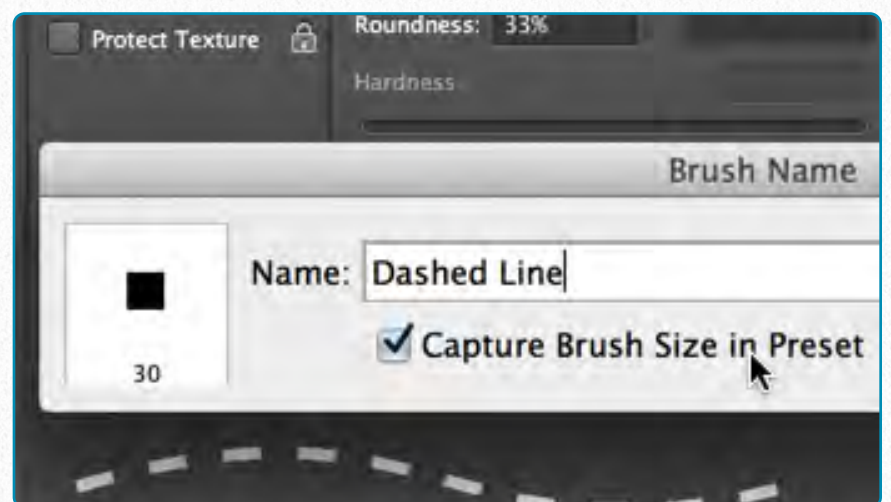 Protect Texture
Roundness: 33%
Hardness
Brush Name
Name: Dashed Line
Capture Brush Size in Preset
30